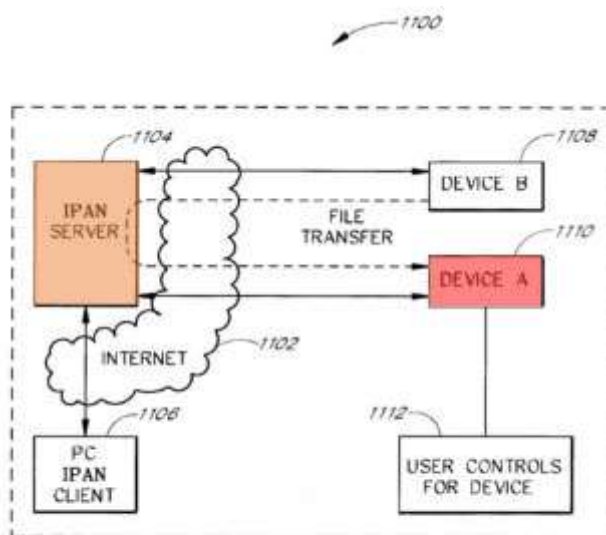 1100
1104
1108
IPAN
SERVER
DEVICE B
FILE
TRANSFER
1110
DEVICE A
INTERNET
1102
1106
1112
PC
IPAN
CLIENT
USER CONTROLS
FOR DEVICE